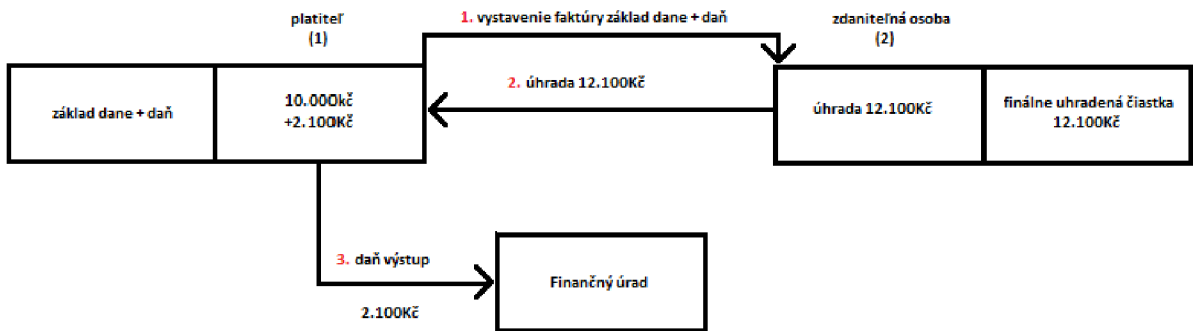 platiteľ
(1)
1. vystavenie faktúry základ dane + daň
zdaniteľná osoba
(2)
základ dane + daň
10.000kč
+2.100Kč
2. úhrada 12.100Kč
úhrada 12.100Kč
finálne uhradená čiastka
12.100Kč
3. daň výstup
2.100Kč
Finančný úrad